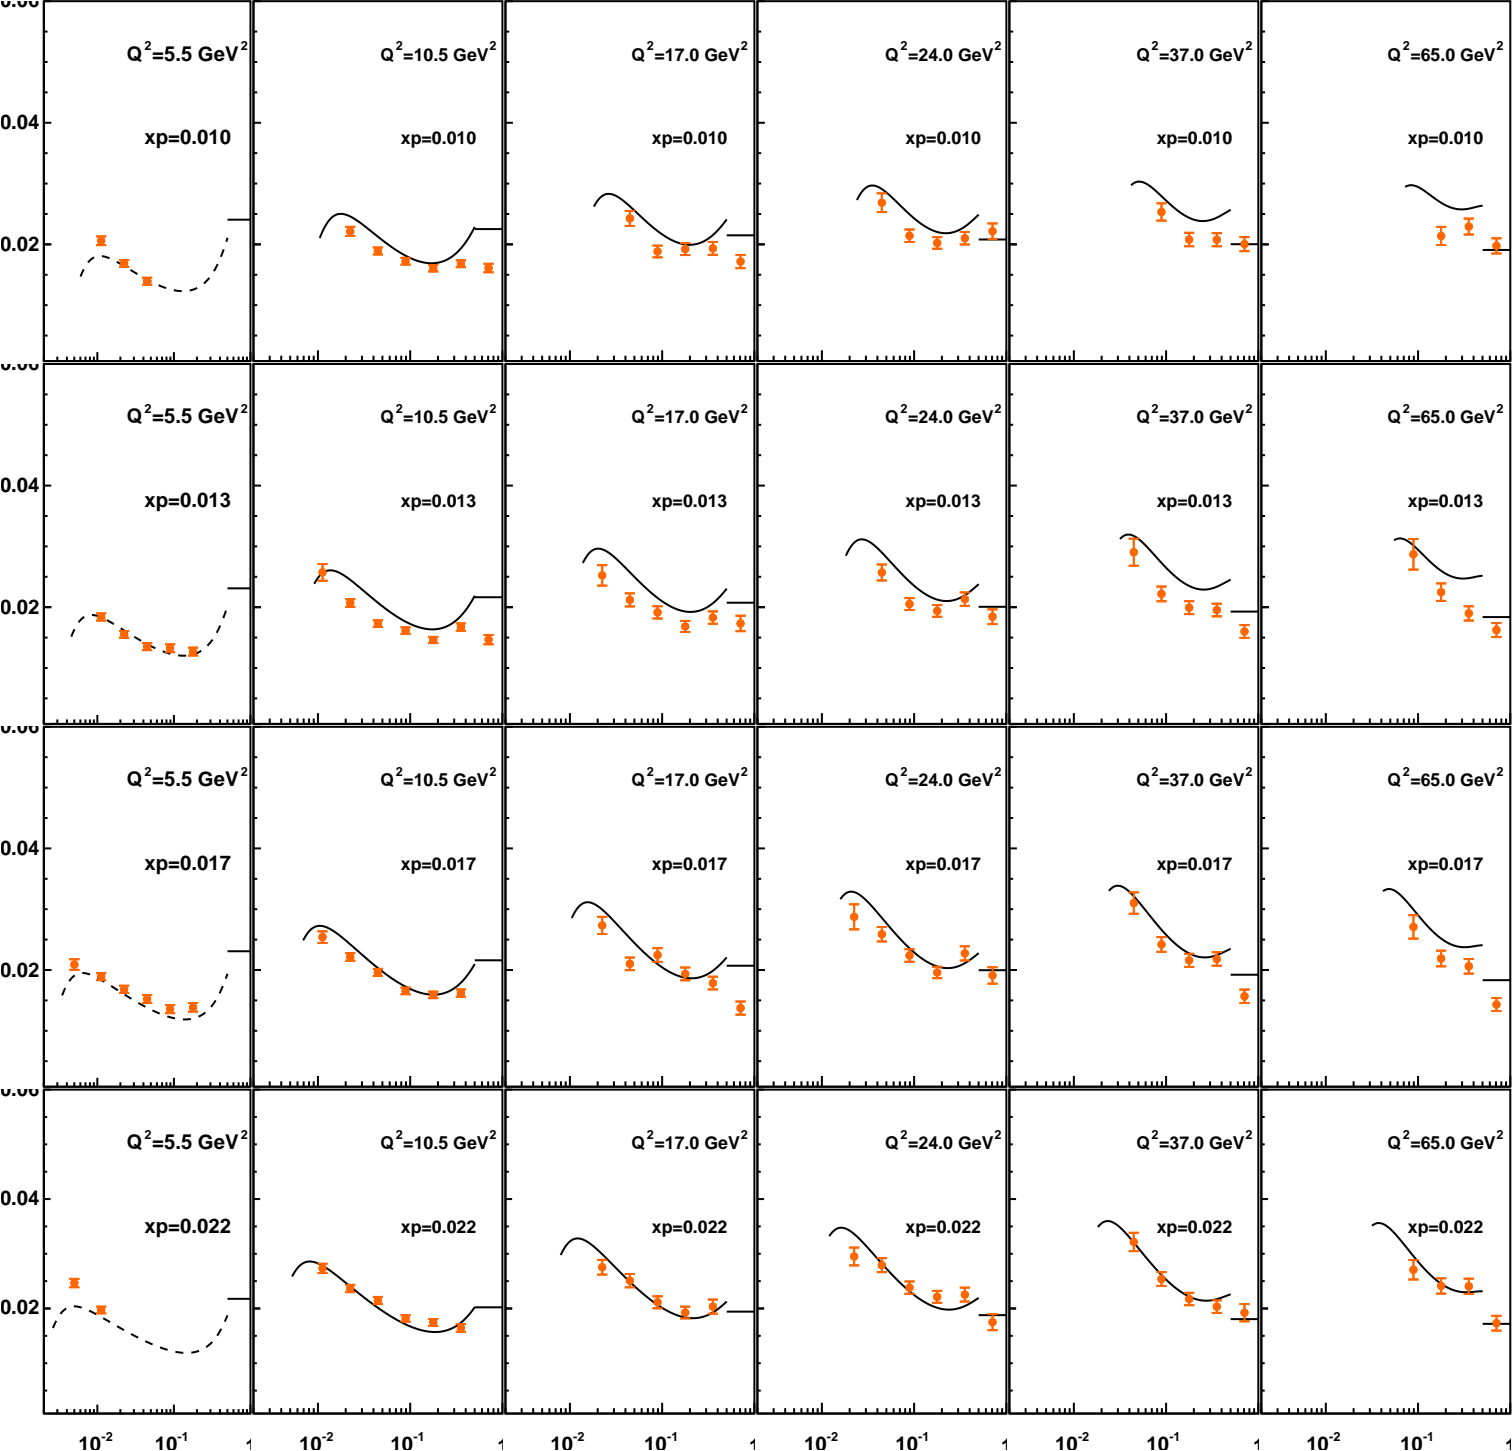 0.06
Q²=5.5 GeV² Q²=10.5 GeV² Q²=17.0 GeV² Q²=24.0 GeV² Q²=37.0 GeV² Q²=65.0 GeV²
0.04
xp=0.010 xp=0.010 xp=0.010 xp=0.010 xp=0.010 xp=0.010
0.02
0.06
Q²=5.5 GeV² Q²=10.5 GeV² Q²=17.0 GeV² Q²=24.0 GeV² Q²=37.0 GeV² Q²=65.0 GeV²
0.04
xp=0.013 xp=0.013 xp=0.013 xp=0.013 xp=0.013 xp=0.013
0.02
0.06
Q²=5.5 GeV² Q²=10.5 GeV² Q²=17.0 GeV² Q²=24.0 GeV² Q²=37.0 GeV² Q²=65.0 GeV²
0.04
xp=0.017 xp=0.017 xp=0.017 xp=0.017 xp=0.017 xp=0.017
0.02
0.06
Q²=5.5 GeV² Q²=10.5 GeV² Q²=17.0 GeV² Q²=24.0 GeV² Q²=37.0 GeV² Q²=65.0 GeV²
0.04
xp=0.022 xp=0.022 xp=0.022 xp=0.022 xp=0.022 xp=0.022
0.02
10⁻² 10⁻¹ 1 10⁻² 10⁻¹ 1 10⁻² 10⁻¹ 1 10⁻² 10⁻¹ 1 10⁻² 10⁻¹ 1 10⁻² 10⁻¹ 1